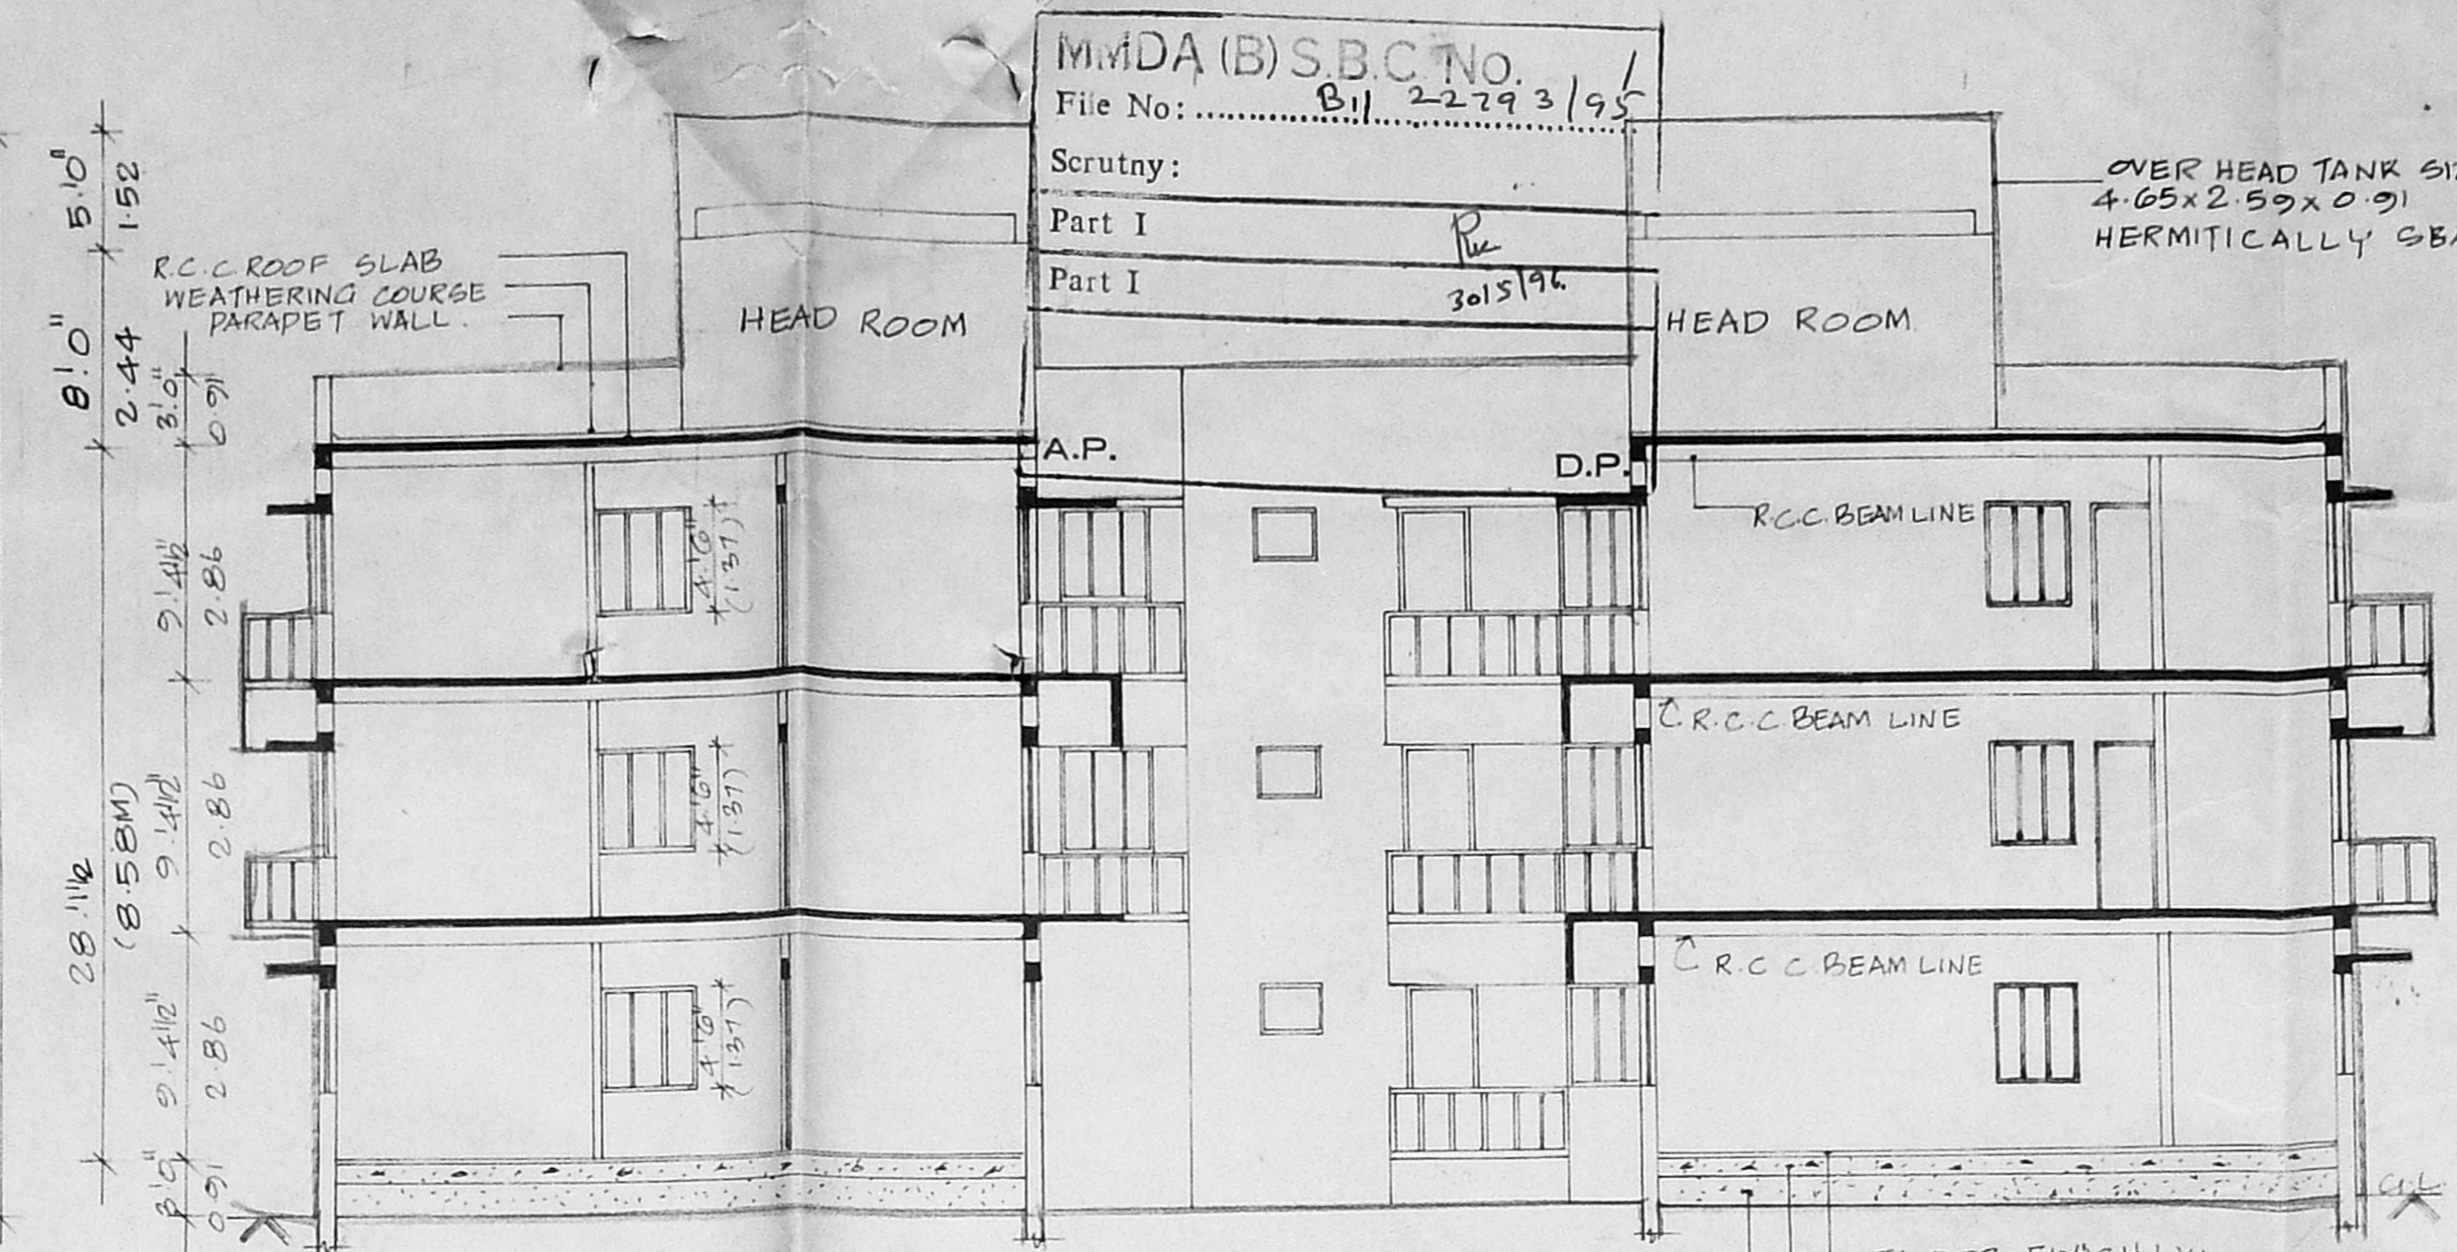 MMDA (B) S.B.C. NO.
File No: B11 22793/95
Scrutny:
Part I
Part I
30/5/96.
A.P.
D.P.
5'.0"
1.52
8'.0"
2.44
3'.0"
0.91
9'.4½"
2.86
9'.4½"
2.86
28'.1½
(8.58M)
9'.4½"
2.86
3'.0"
0.91
R.C.C ROOF SLAB
WEATHERING COURSE
PARAPET WALL.
HEAD ROOM
HEAD ROOM
OVER HEAD TANK
4.65x2.59x0.91
HERMITICALLY
4'.6"
(1.37)
4'.6"
(1.37)
4'.6"
(1.37)
R.C.C. BEAM LINE
R.C.C. BEAM LINE
R.C.C. BEAM LINE
G.L.